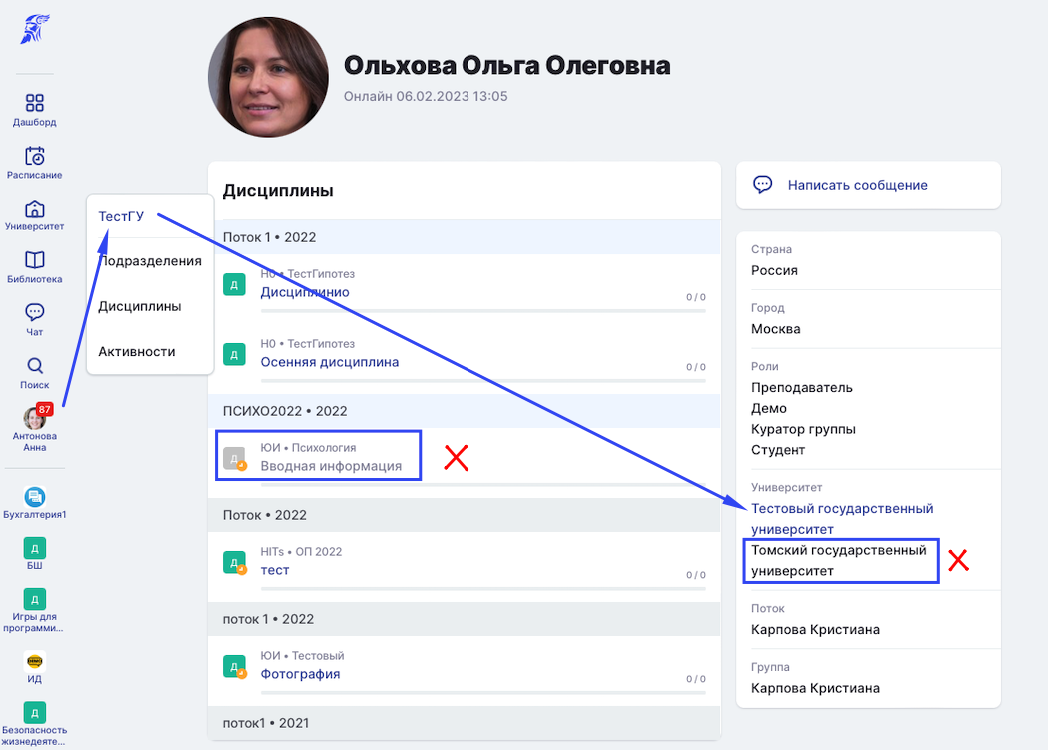 Ольхова Ольга Олеговна
Онлайн 06.02.2023 13:05
Дашборд
Расписание
Университет
Библиотека
Чат
Поиск
87
Антонова
Анна
Бухгалтерия1
Д
БШ
Д
Игры для
программи...
ИД
Д
Безопасность
жизнедеяте...
ТестГУ
Подразделения
Дисциплины
Активности
Дисциплины
Поток 1 • 2022
Д
Н0 • ТестГипотез
Дисциплинио
0 / 0
Д
Н0 • ТестГипотез
Осенняя дисциплина
0 / 0
ПСИХО2022 • 2022
Д
ЮИ • Психология
Вводная информация
Поток • 2022
Д
HITs • ОП 2022
тест
0 / 0
поток 1 • 2022
Д
ЮИ • Тестовый
Фотография
0 / 0
поток1 • 2021
Написать сообщение
Страна
Россия
Город
Москва
Роли
Преподаватель
Демо
Куратор группы
Студент
Университет
Тестовый государственный
университет
Томский государственный
университет
Поток
Карпова Кристиана
Группа
Карпова Кристиана